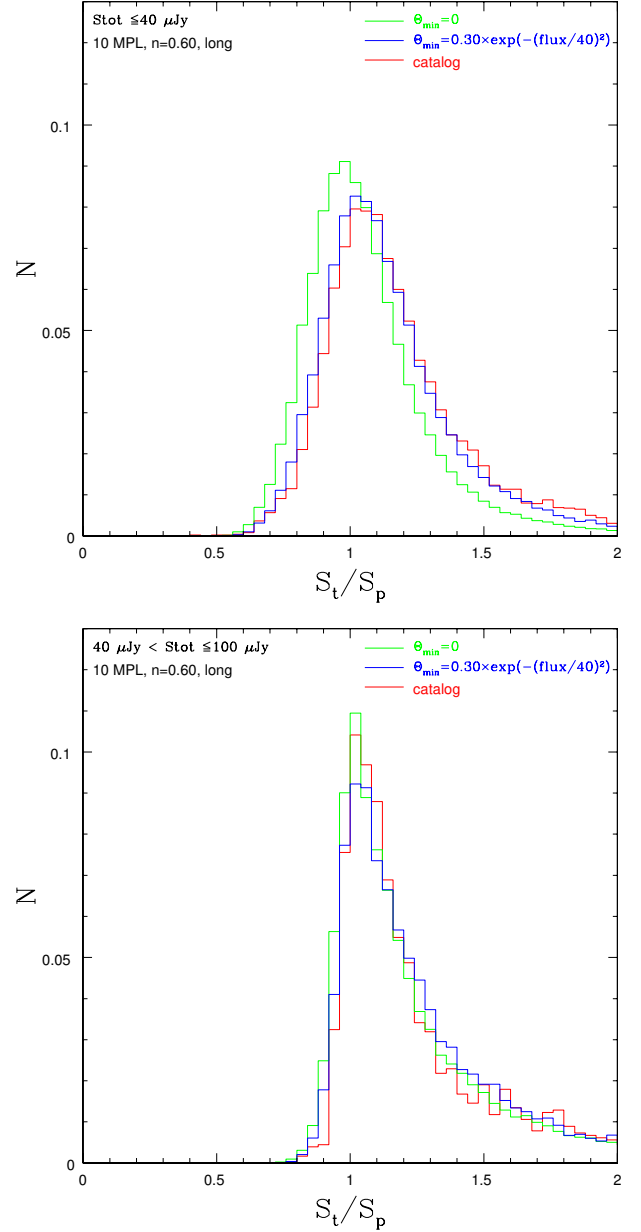 Stot ≦40 μJy
10 MPL, n=0.60, long
Θmin=0
Θmin=0.30×exp(−(flux/40)²)
catalog
N
0.1
0.05
0
0 0.5 1 1.5 2
St/Sp
40 μJy < Stot ≦100 μJy
10 MPL, n=0.60, long
Θmin=0
Θmin=0.30×exp(−(flux/40)²)
catalog
N
0.1
0.05
0
0 0.5 1 1.5 2
St/Sp